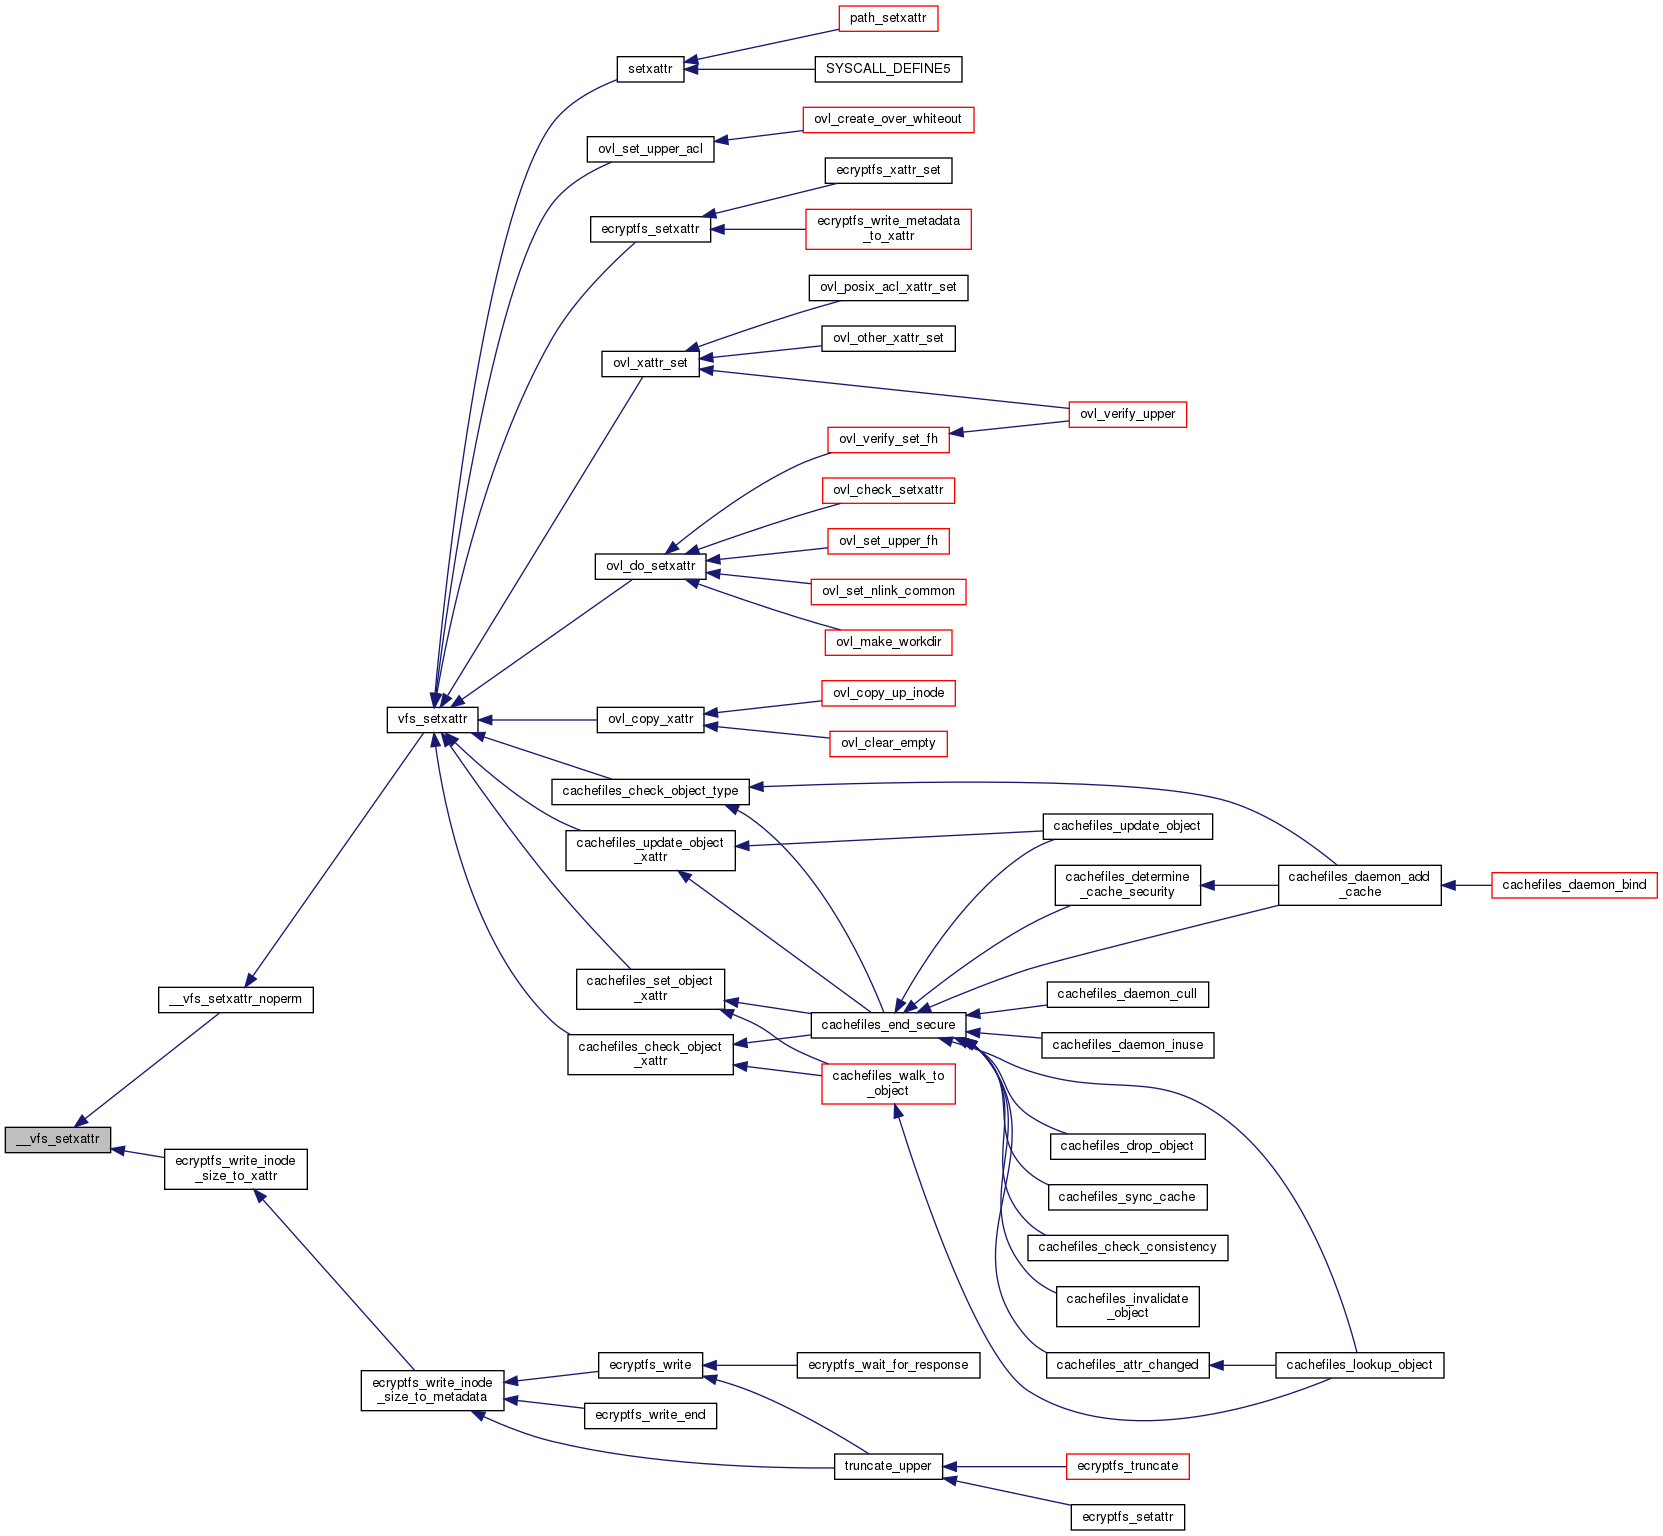 path_setxattr
setxattr
SYSCALL_DEFINE5
ovl_create_over_whiteout
ovl_set_upper_acl
ecryptfs_xattr_set
ecryptfs_setxattr
ecryptfs_write_metadata
_to_xattr
ovl_posix_acl_xattr_set
ovl_other_xattr_set
ovl_xattr_set
ovl_verify_upper
ovl_verify_set_fh
ovl_check_setxattr
ovl_set_upper_fh
ovl_do_setxattr
ovl_set_nlink_common
ovl_make_workdir
ovl_copy_up_inode
vfs_setxattr
ovl_copy_xattr
ovl_clear_empty
cachefiles_check_object_type
cachefiles_update_object
cachefiles_update_object
_xattr
cachefiles_determine
_cache_security
cachefiles_daemon_add
_cache
cachefiles_daemon_bind
cachefiles_set_object
_xattr
__vfs_setxattr_noperm
cachefiles_daemon_cull
cachefiles_end_secure
cachefiles_daemon_inuse
cachefiles_check_object
_xattr
cachefiles_walk_to
_object
__vfs_setxattr
cachefiles_drop_object
ecryptfs_write_inode
_size_to_xattr
cachefiles_sync_cache
cachefiles_check_consistency
cachefiles_invalidate
_object
ecryptfs_write
ecryptfs_wait_for_response
cachefiles_attr_changed
cachefiles_lookup_object
ecryptfs_write_inode
_size_to_metadata
ecryptfs_write_end
truncate_upper
ecryptfs_truncate
ecryptfs_setattr